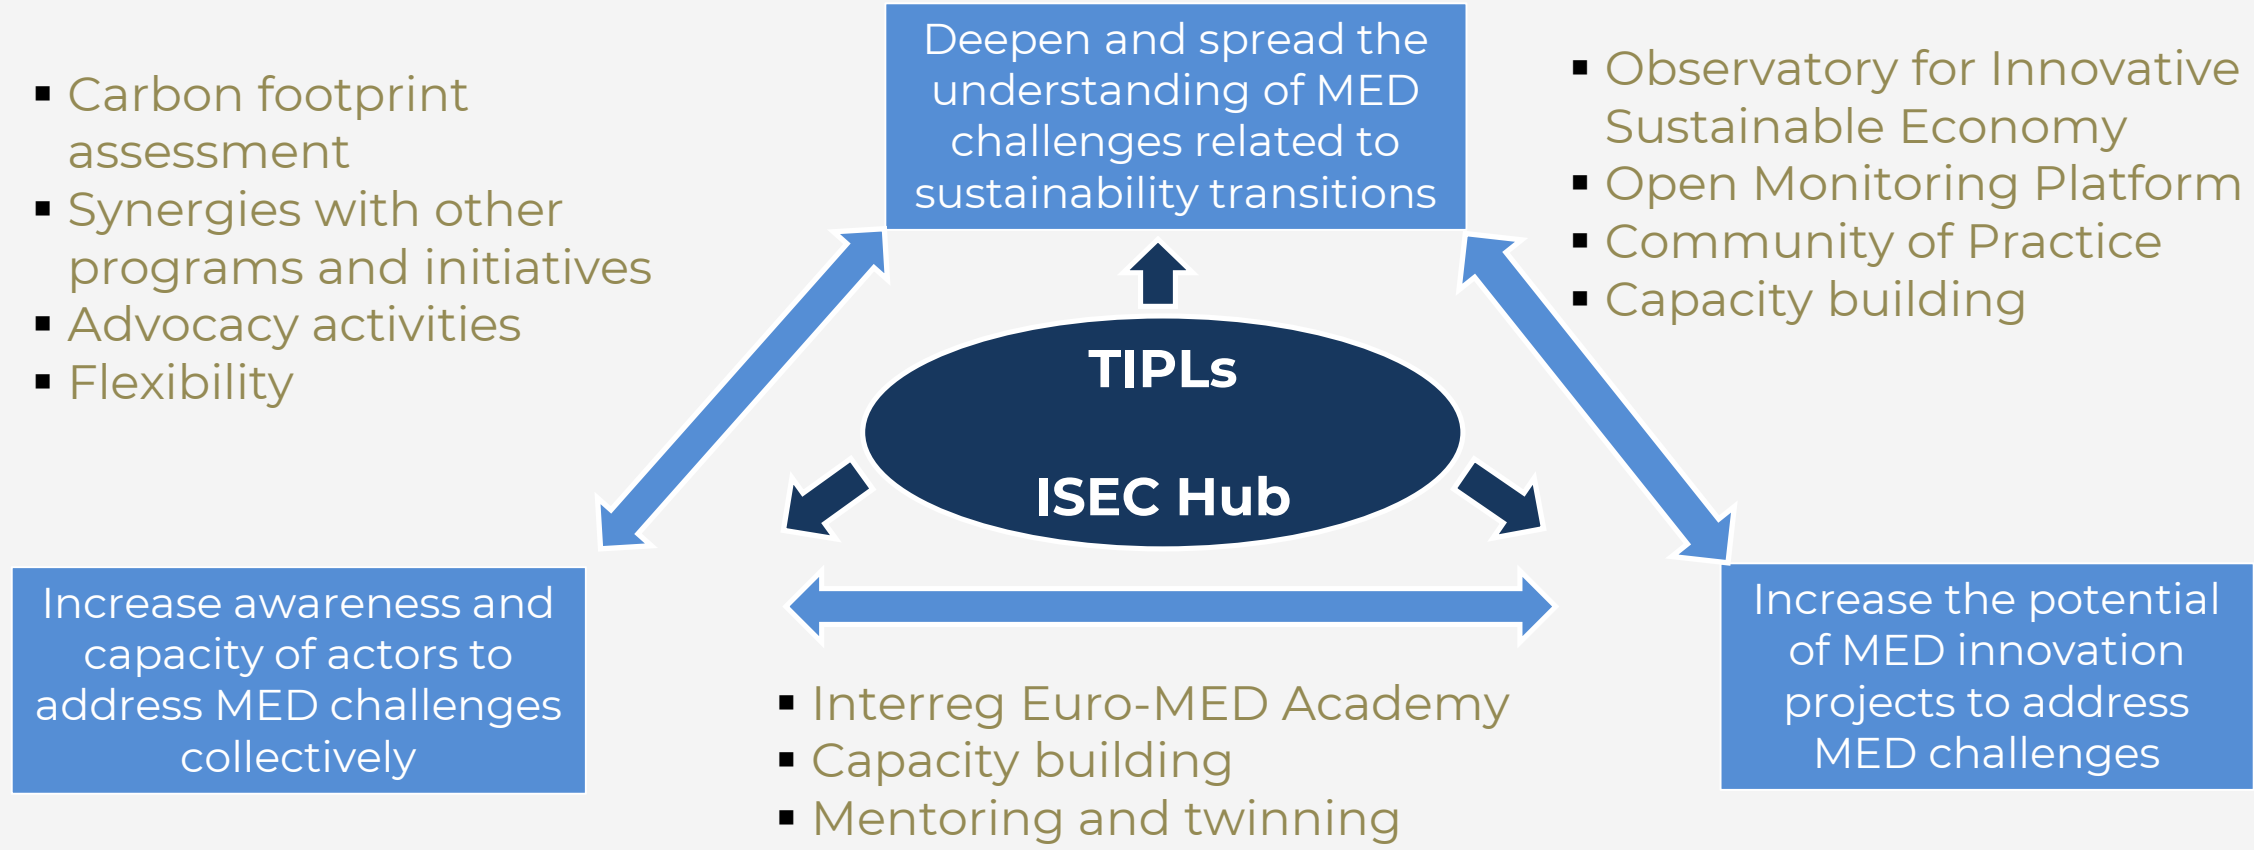 Deepen and spread the
understanding of MED
challenges related to
sustainability transitions
▪ Carbon footprint
assessment
▪ Synergies with other
programs and initiatives
▪ Advocacy activities
▪ Flexibility
▪ Observatory for Innovative
Sustainable Economy
▪ Open Monitoring Platform
▪ Community of Practice
▪ Capacity building
TIPLs
ISEC Hub
Increase awareness and
capacity of actors to
address MED challenges
collectively
Increase the potential
of MED innovation
projects to address
MED challenges
▪ Interreg Euro-MED Academy
▪ Capacity building
▪ Mentoring and twinning